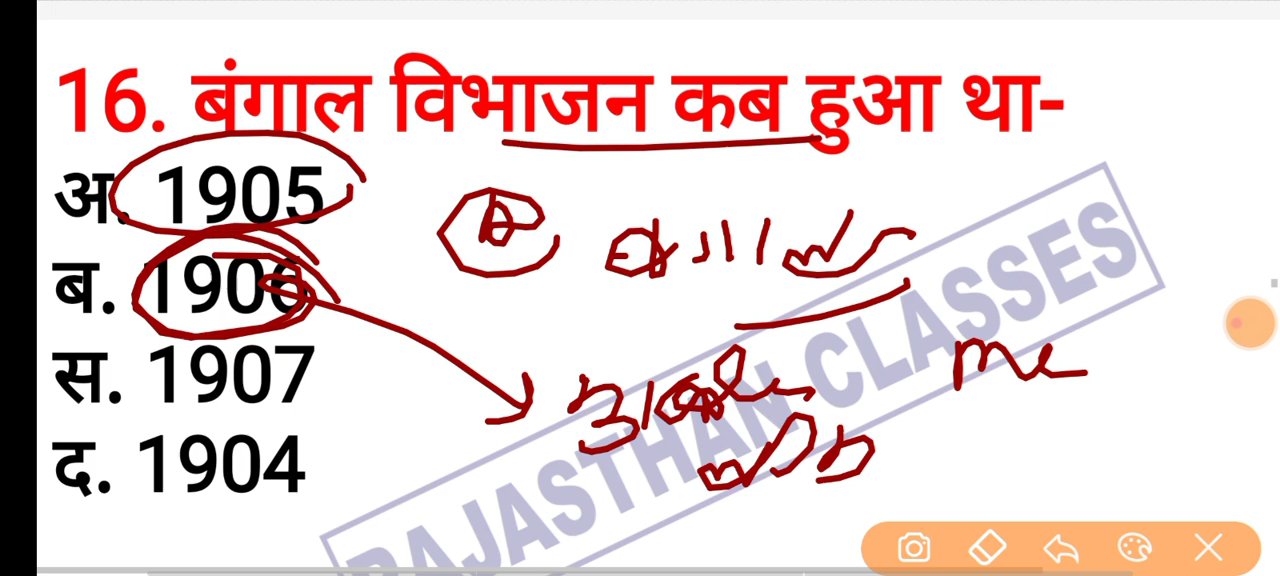 16. बंगाल विभाजन कब हुआ था-
अ. 1905
ब. 1906
स. 1907
द. 1904
me
RAJASTHAN CLASSES